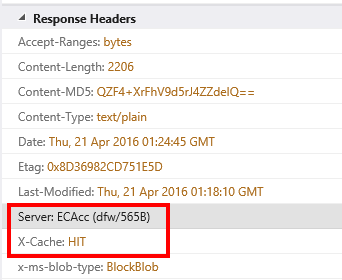 Response Headers
Accept-Ranges: bytes
Content-Length: 2206
Content-MD5: QZF4+XrFhV9d5rJ4ZZdeIQ==
Content-Type: text/plain
Date: Thu, 21 Apr 2016 01:24:45 GMT
Etag: 0x8D36982CD751E5D
Last-Modified: Thu, 21 Apr 2016 01:18:10 GMT
Server: ECAcc (dfw/565B)
X-Cache: HIT
x-ms-blob-type: BlockBlob